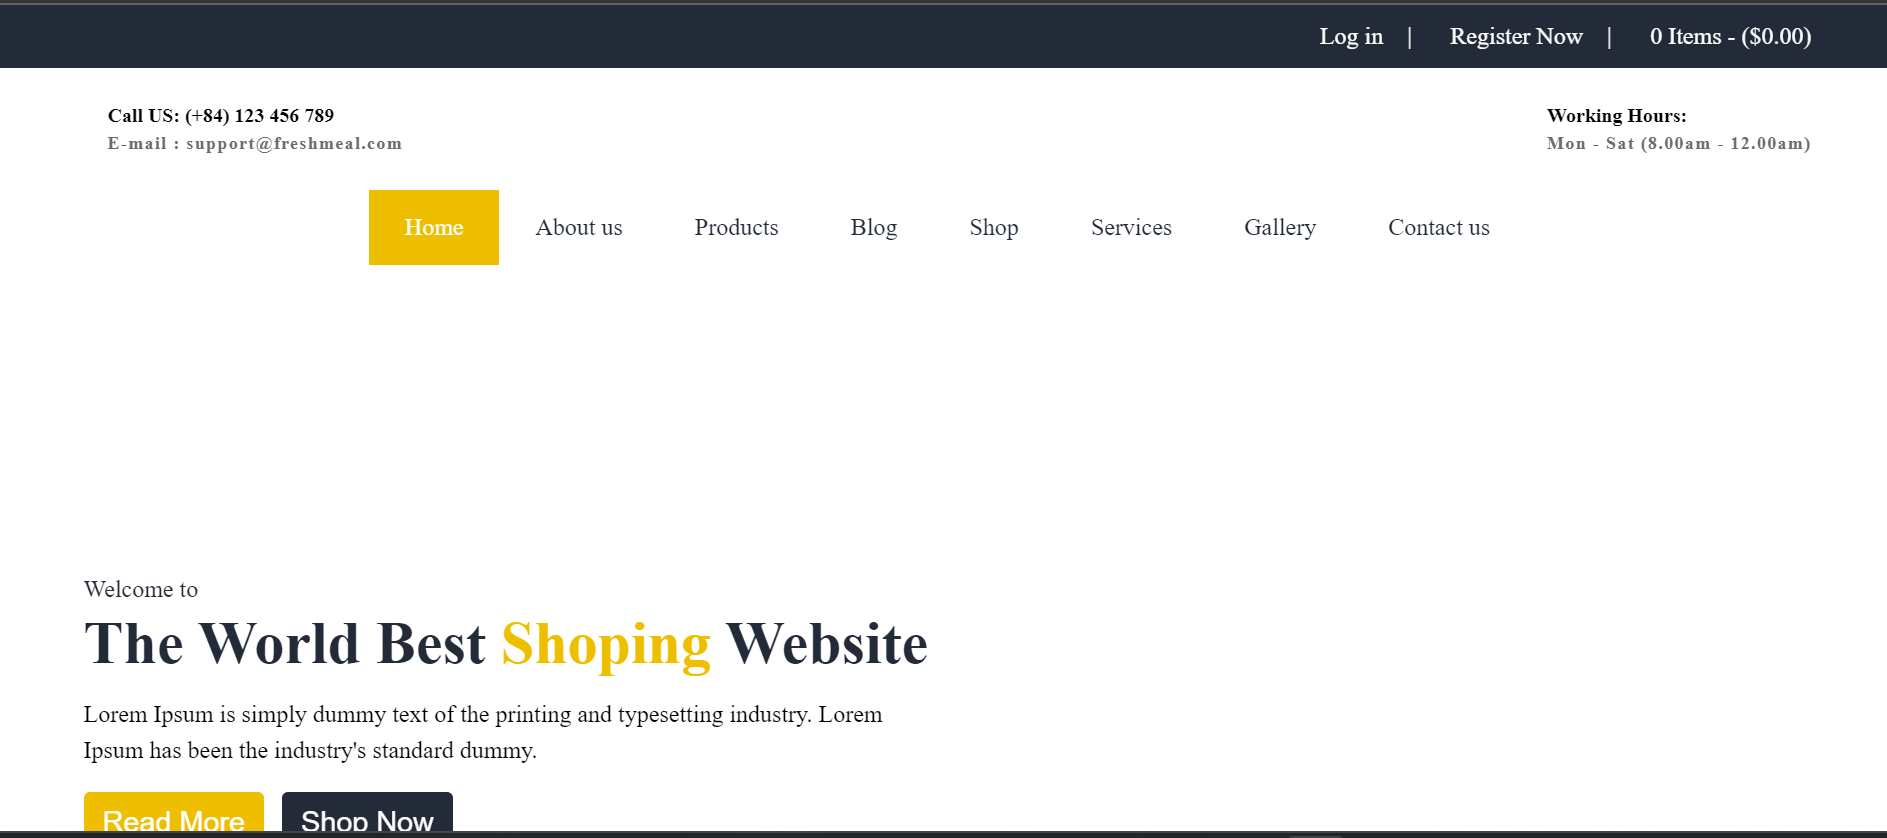 Log in | Register Now | 0 Items - ($0.00)
Call US: (+84) 123 456 789
E-mail : support@freshmeal.com
Working Hours:
Mon - Sat (8.00am - 12.00am)
Home About us Products Blog Shop Services Gallery Contact us
Welcome to
The World Best Shoping Website
Lorem Ipsum is simply dummy text of the printing and typesetting industry. Lorem
Ipsum has been the industry's standard dummy.
Read More Shop Now